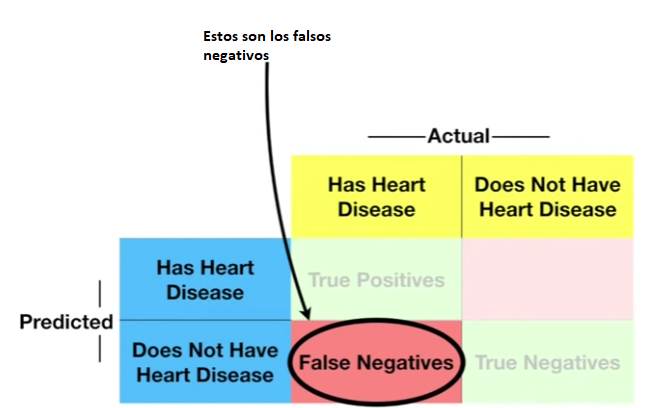 Estos son los falsos
negativos
Actual
Has Heart
Disease
Does Not Have
Heart Disease
Has Heart
Disease
True Positives
Predicted
Does Not Have
Heart Disease
False Negatives
True Negatives